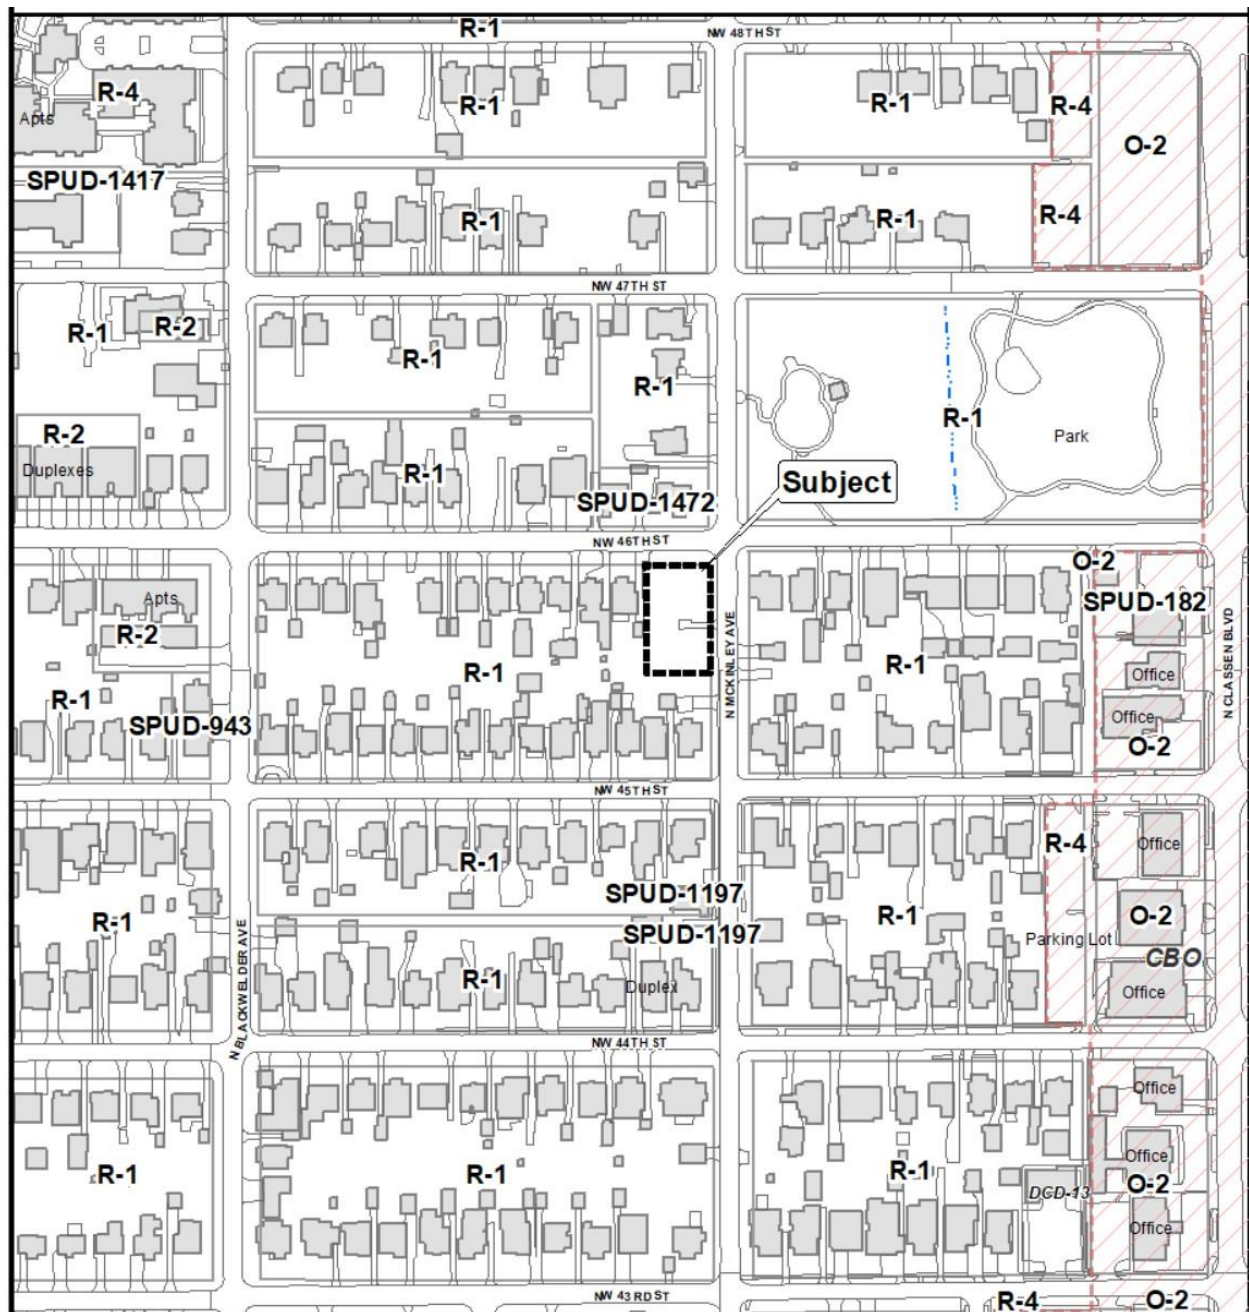 R-1
NW 48TH ST
R-4
R-1
R-1
R-4
Apts
O-2
SPUD-1417
R-1
R-1
R-4
NW 47TH ST
R-1
R-2
R-1
R-1
R-1
R-2
Park
Duplexes
R-1
Subject
SPUD-1472
NW 46TH ST
O-2
Apts
SPUD-182
R-2
R-1
R-1
Office
N MCKINLEY AVE
N CLASSEN BLVD
R-1
SPUD-943
Office
O-2
NW 45TH ST
R-4
Office
R-1
SPUD-1197
R-1
R-1
O-2
SPUD-1197
Parking Lot
CBO
N BLACKWELDER AVE
R-1
Duplex
Office
NW 44TH ST
Office
R-1
R-1
R-1
Office
DCD-13
O-2
Office
NW 43RD ST
R-4
O-2